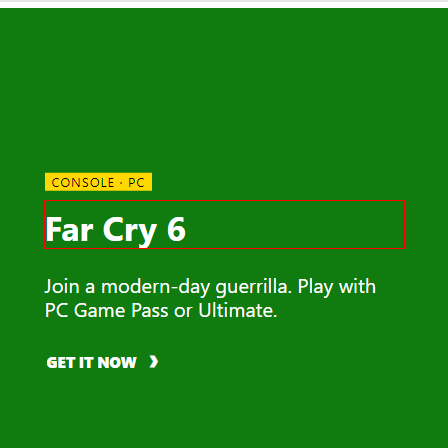 CONSOLE · PC
Far Cry 6
Join a modern-day guerrilla. Play with
PC Game Pass or Ultimate.
GET IT NOW